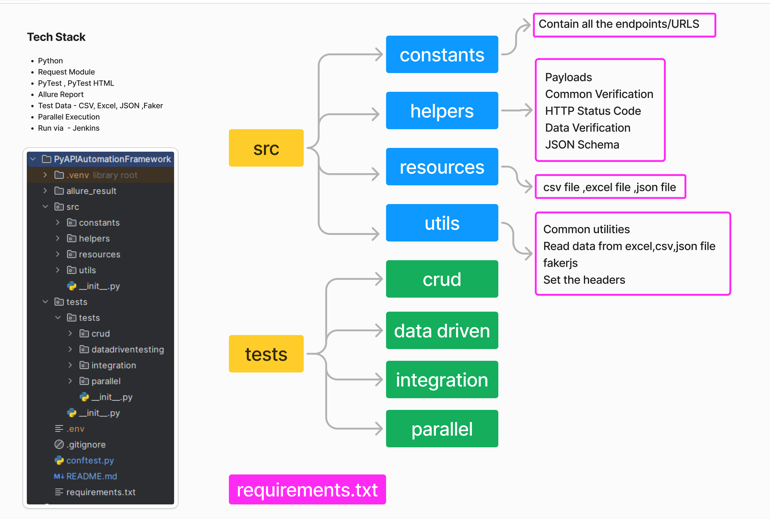 Tech Stack
Python
Request Module
PyTest , PyTest HTML
Allure Report
Test Data - CSV, Excel, JSON ,Faker
Parallel Execution
Run via - Jenkins
PyAPIAutomationFramework
.venv library root
allure_result
src
constants
helpers
resources
utils
__init__.py
tests
tests
crud
datadriventesting
integration
parallel
__init__.py
__init__.py
.env
.gitignore
conftest.py
README.md
requirements.txt
src
constants
Contain all the endpoints/URLS
helpers
Payloads
Common Verification
HTTP Status Code
Data Verification
JSON Schema
resources
csv file ,excel file ,json file
utils
Common utilities
Read data from excel,csv,json file
fakerjs
Set the headers
tests
crud
data driven
integration
parallel
requirements.txt